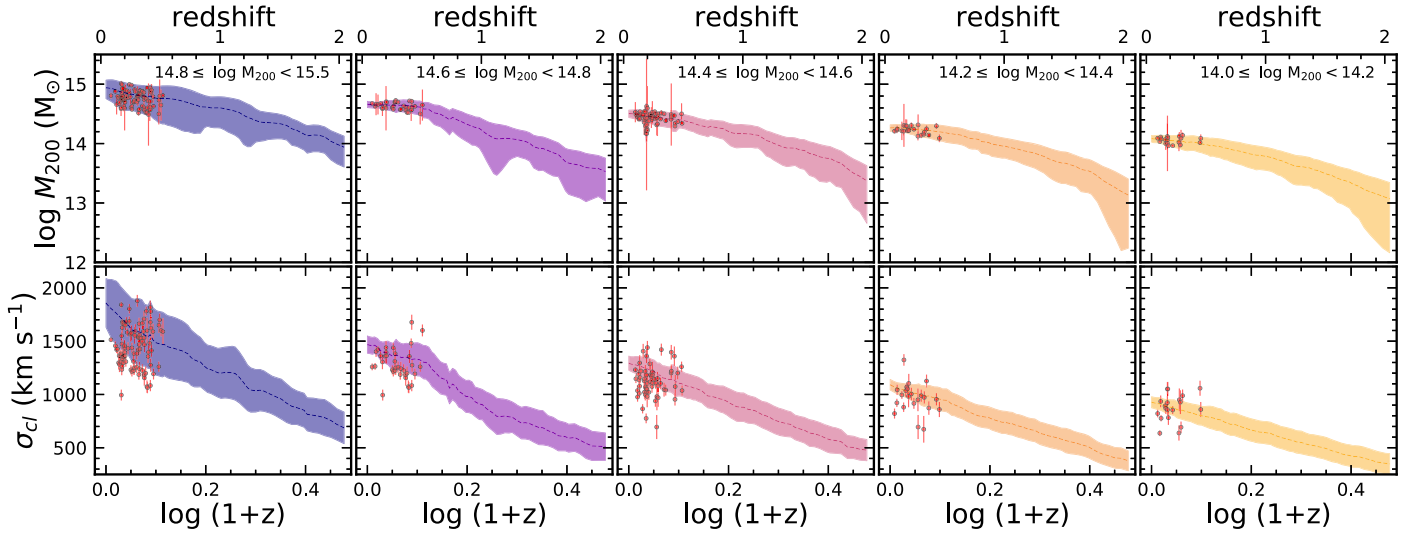 redshift redshift redshift redshift redshift
0 1 2 0 1 2 0 1 2 0 1 2 0 1 2
14.8 ≤ log M₂₀₀ < 15.5 14.6 ≤ log M₂₀₀ < 14.8 14.4 ≤ log M₂₀₀ < 14.6 14.2 ≤ log M₂₀₀ < 14.4 14.0 ≤ log M₂₀₀ < 14.2
log M₂₀₀ (M⊙)
15
14
13
12
σ_cl (km s⁻¹)
2000
1500
1000
500
0.0 0.2 0.4 0.0 0.2 0.4 0.0 0.2 0.4 0.0 0.2 0.4 0.0 0.2 0.4
log (1+z) log (1+z) log (1+z) log (1+z) log (1+z)